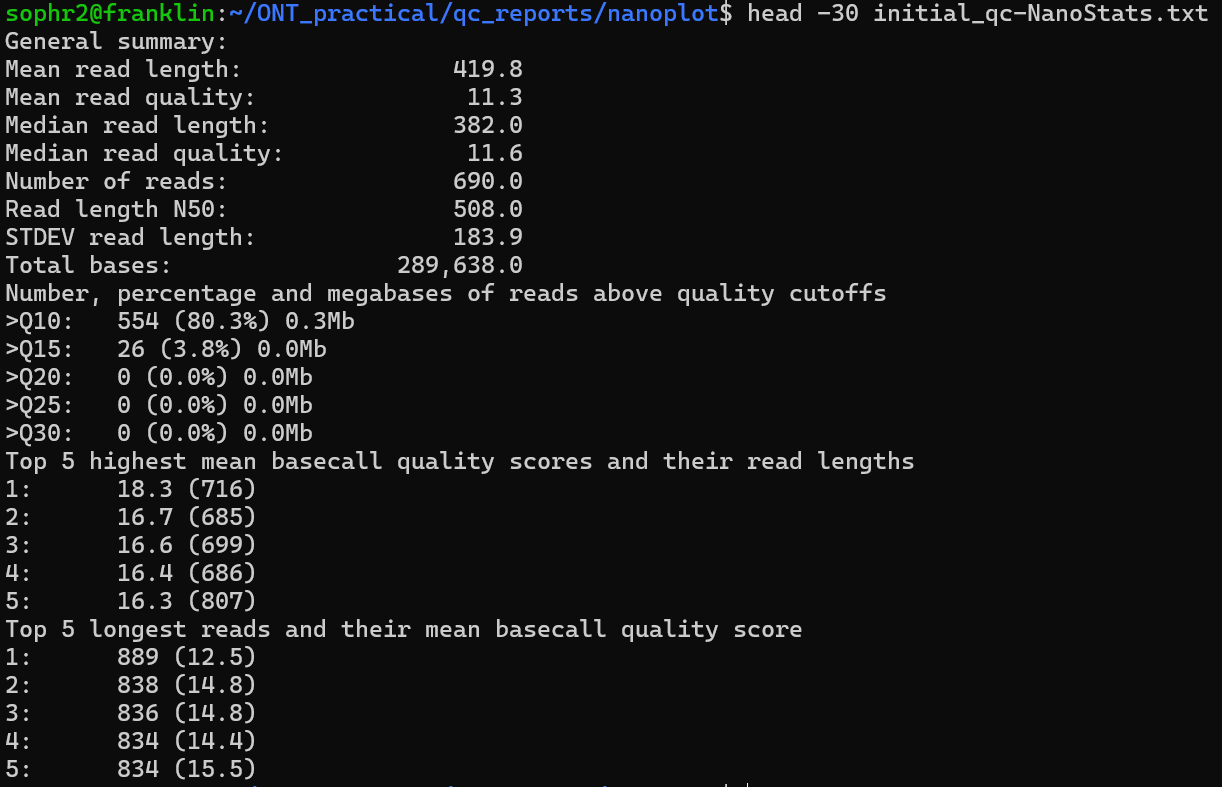 sophr2@franklin:~/ONT_practical/qc_reports/nanoplot$ head -30 initial_qc-NanoStats.txt
General summary:
Mean read length:                419.8
Mean read quality:                11.3
Median read length:              382.0
Median read quality:              11.6
Number of reads:                 690.0
Read length N50:                 508.0
STDEV read length:               183.9
Total bases:                 289,638.0
Number, percentage and megabases of reads above quality cutoffs
>Q10:   554 (80.3%) 0.3Mb
>Q15:   26 (3.8%) 0.0Mb
>Q20:   0 (0.0%) 0.0Mb
>Q25:   0 (0.0%) 0.0Mb
>Q30:   0 (0.0%) 0.0Mb
Top 5 highest mean basecall quality scores and their read lengths
1:      18.3 (716)
2:      16.7 (685)
3:      16.6 (699)
4:      16.4 (686)
5:      16.3 (807)
Top 5 longest reads and their mean basecall quality score
1:      889 (12.5)
2:      838 (14.8)
3:      836 (14.8)
4:      834 (14.4)
5:      834 (15.5)